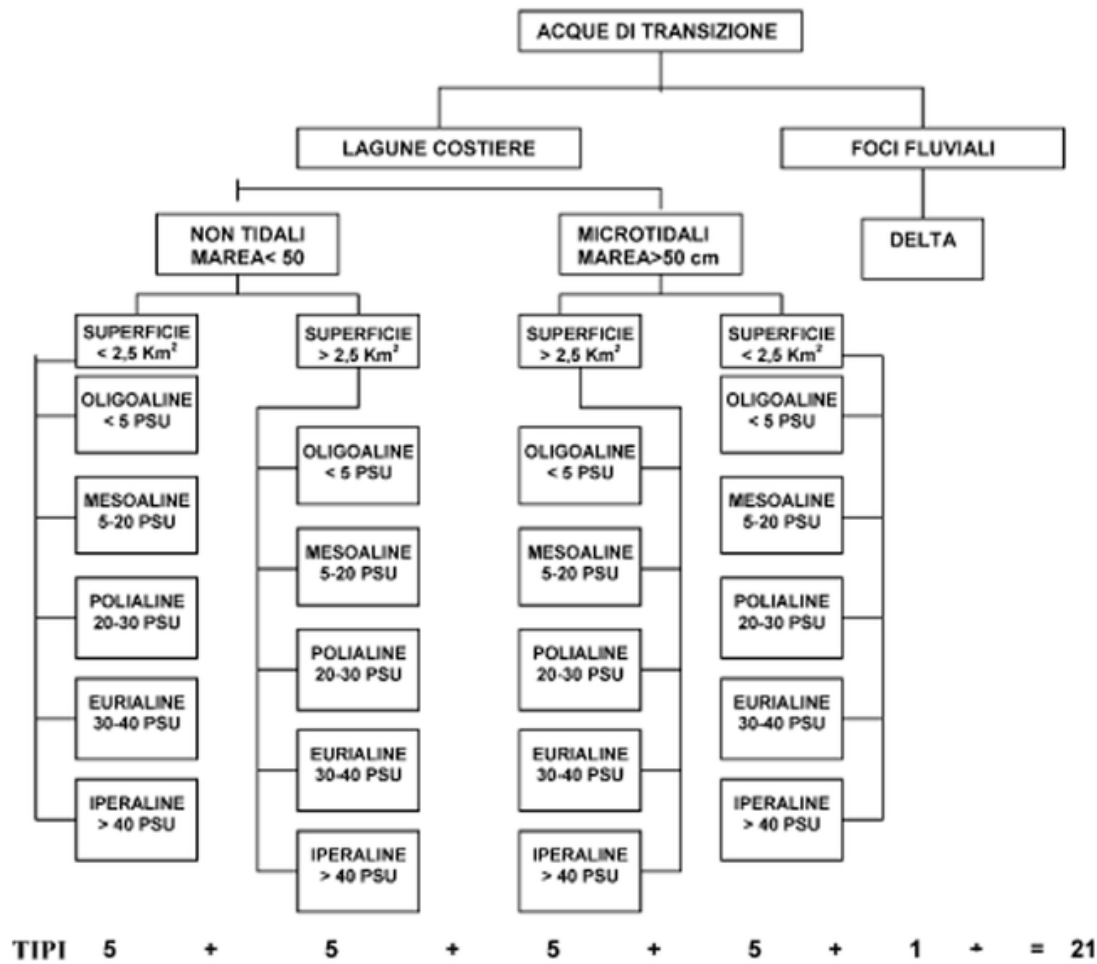 ACQUE DI TRANSIZIONE
LAGUNE COSTIERE
FOCI FLUVIALI
NON TIDALI
MAREA< 50
MICROTIDALI
MAREA>50 cm
DELTA
SUPERFICIE
< 2,5 Km²
OLIGOALINE
< 5 PSU
MESOALINE
5-20 PSU
POLIALINE
20-30 PSU
EURIALINE
30-40 PSU
IPERALINE
> 40 PSU
SUPERFICIE
> 2,5 Km²
OLIGOALINE
< 5 PSU
MESOALINE
5-20 PSU
POLIALINE
20-30 PSU
EURIALINE
30-40 PSU
IPERALINE
> 40 PSU
SUPERFICIE
> 2,5 Km²
OLIGOALINE
< 5 PSU
MESOALINE
5-20 PSU
POLIALINE
20-30 PSU
EURIALINE
30-40 PSU
IPERALINE
> 40 PSU
SUPERFICIE
< 2,5 Km²
OLIGOALINE
< 5 PSU
MESOALINE
5-20 PSU
POLIALINE
20-30 PSU
EURIALINE
30-40 PSU
IPERALINE
> 40 PSU
TIPI 5 + 5 + 5 + 5 + 1 + = 21